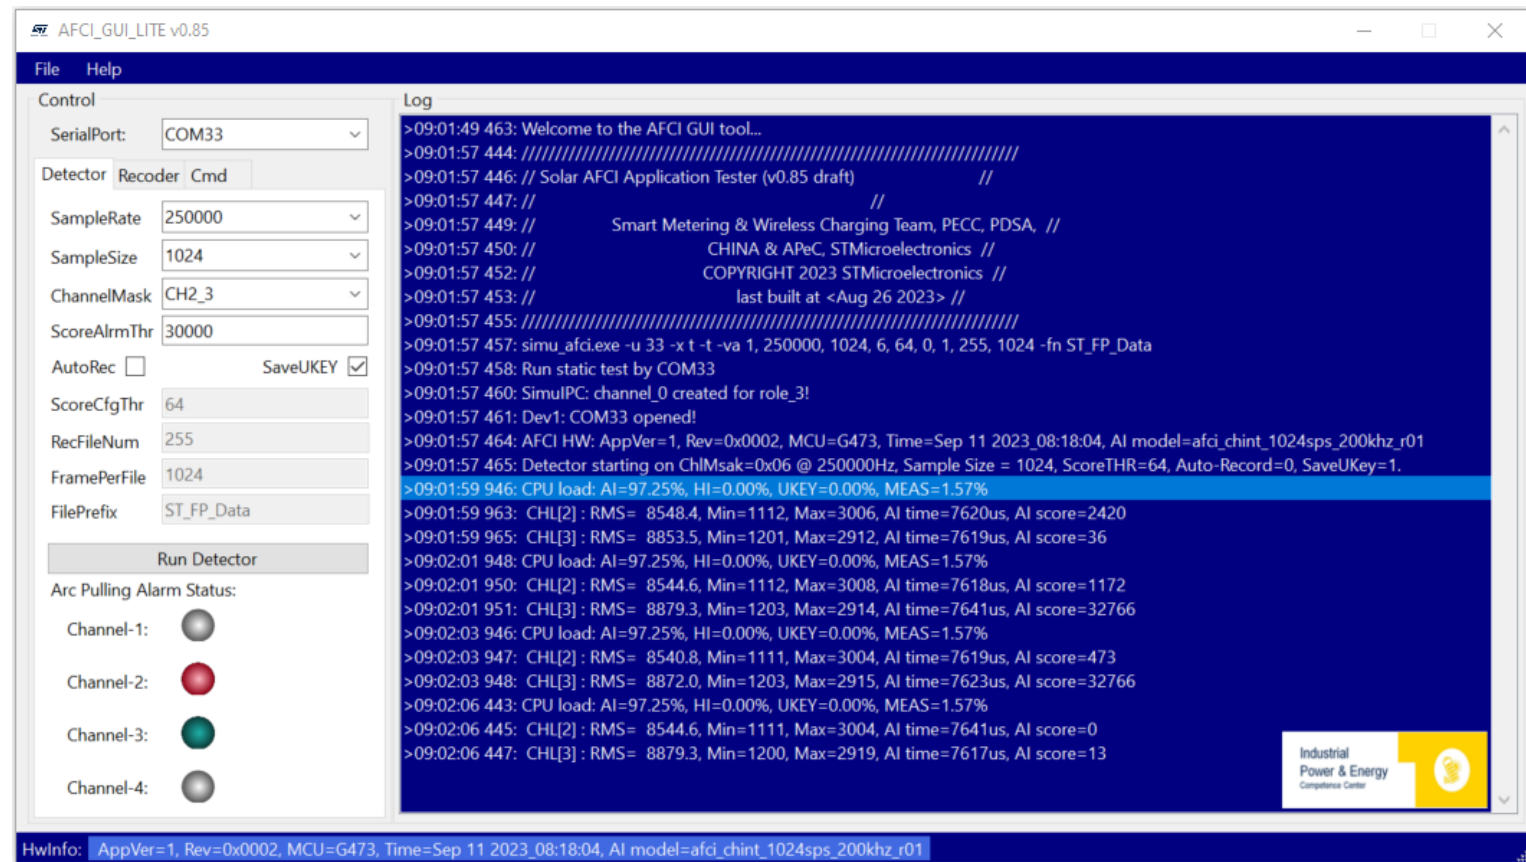 AFCI_GUI_LITE v0.85
File Help
Control
SerialPort: COM33
Detector Recoder Cmd
SampleRate 250000
SampleSize 1024
ChannelMask CH2_3
ScoreAlrmThr 30000
AutoRec SaveUKEY
ScoreCfgThr 64
RecFileNum 255
FramePerFile 1024
FilePrefix ST_FP_Data
Run Detector
Arc Pulling Alarm Status:
Channel-1:
Channel-2:
Channel-3:
Channel-4:
Log
>09:01:49 463: Welcome to the AFCI GUI tool...
>09:01:57 444: //////////////////////////////////////////////////////////////////////////
>09:01:57 446: // Solar AFCI Application Tester (v0.85 draft) //
>09:01:57 447: // //
>09:01:57 449: // Smart Metering & Wireless Charging Team, PECC, PDSA, //
>09:01:57 450: // CHINA & APeC, STMicroelectronics //
>09:01:57 452: // COPYRIGHT 2023 STMicroelectronics //
>09:01:57 453: // last built at <Aug 26 2023> //
>09:01:57 455: //////////////////////////////////////////////////////////////////////////
>09:01:57 457: simu_afci.exe -u 33 -x t -t -va 1, 250000, 1024, 6, 64, 0, 1, 255, 1024 -fn ST_FP_Data
>09:01:57 458: Run static test by COM33
>09:01:57 460: SimuIPC: channel_0 created for role_3!
>09:01:57 461: Dev1: COM33 opened!
>09:01:57 464: AFCI HW: AppVer=1, Rev=0x0002, MCU=G473, Time=Sep 11 2023_08:18:04, AI model=afci_chint_1024sps_200khz_r01
>09:01:57 465: Detector starting on ChlMsak=0x06 @ 250000Hz, Sample Size = 1024, ScoreTHR=64, Auto-Record=0, SaveUKey=1.
>09:01:59 946: CPU load: AI=97.25%, HI=0.00%, UKEY=0.00%, MEAS=1.57%
>09:01:59 963: CHL[2] : RMS= 8548.4, Min=1112, Max=3006, AI time=7620us, AI score=2420
>09:01:59 965: CHL[3] : RMS= 8853.5, Min=1201, Max=2912, AI time=7619us, AI score=36
>09:02:01 948: CPU load: AI=97.25%, HI=0.00%, UKEY=0.00%, MEAS=1.57%
>09:02:01 950: CHL[2] : RMS= 8544.6, Min=1112, Max=3008, AI time=7618us, AI score=1172
>09:02:01 951: CHL[3] : RMS= 8879.3, Min=1203, Max=2914, AI time=7641us, AI score=32766
>09:02:03 946: CPU load: AI=97.25%, HI=0.00%, UKEY=0.00%, MEAS=1.57%
>09:02:03 947: CHL[2] : RMS= 8540.8, Min=1111, Max=3004, AI time=7619us, AI score=473
>09:02:03 948: CHL[3] : RMS= 8872.0, Min=1203, Max=2915, AI time=7623us, AI score=32766
>09:02:06 443: CPU load: AI=97.25%, HI=0.00%, UKEY=0.00%, MEAS=1.57%
>09:02:06 445: CHL[2] : RMS= 8544.6, Min=1111, Max=3004, AI time=7641us, AI score=0
>09:02:06 447: CHL[3] : RMS= 8879.3, Min=1200, Max=2919, AI time=7617us, AI score=13
Industrial
Power & Energy
Competence Center
HwInfo: AppVer=1, Rev=0x0002, MCU=G473, Time=Sep 11 2023_08:18:04, AI model=afci_chint_1024sps_200khz_r01